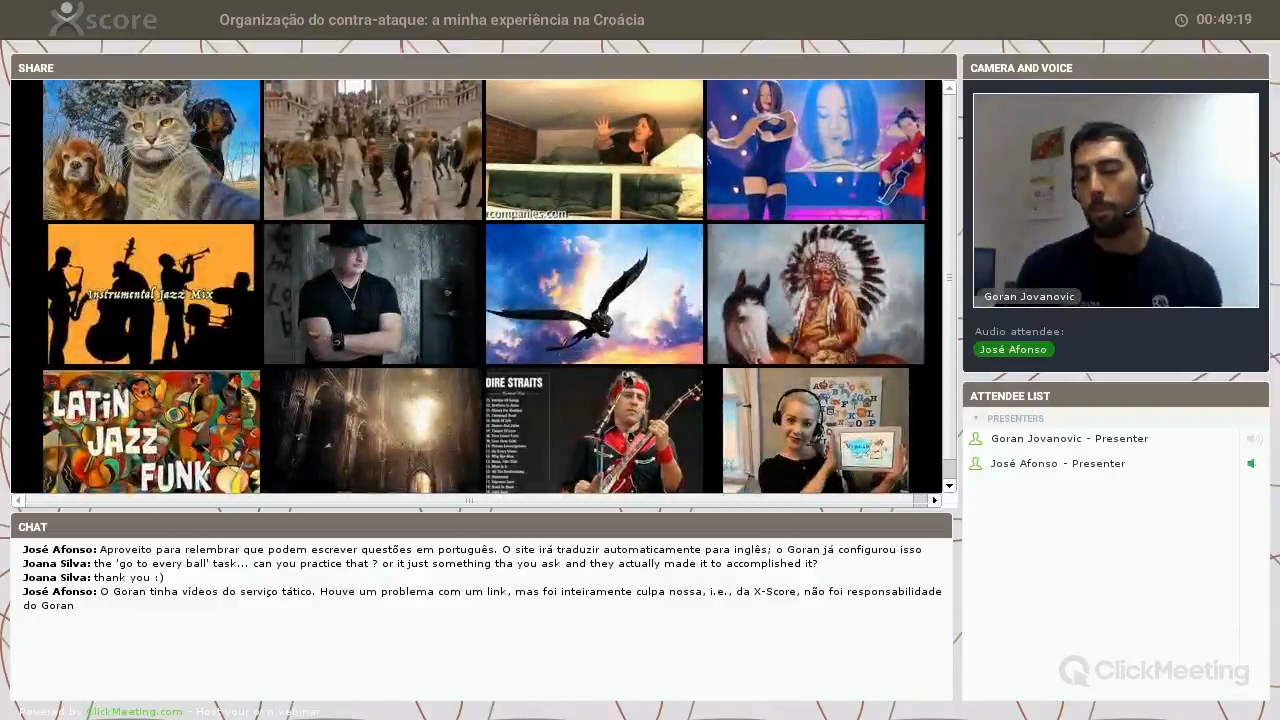 score
Organização do contra-ataque: a minha experiência na Croácia
00:49:19
SHARE
CAMERA AND VOICE
rcompanies.com
Instrumental Jazz Mix
LATIN
JAZZ
FUNK
DIRE STRAITS
Goran Jovanovic
Audio attendee:
José Afonso
ATTENDEE LIST
PRESENTERS
Goran Jovanovic - Presenter
José Afonso - Presenter
CHAT
José Afonso: Aproveito para relembrar que podem escrever questões em português. O site irá traduzir automaticamente para inglês; o Goran já configurou isso
Joana Silva: the 'go to every ball' task... can you practice that ? or it just something tha you ask and they actually made it to accomplished it?
Joana Silva: thank you :)
José Afonso: O Goran tinha vídeos do serviço tático. Houve um problema com um link, mas foi inteiramente culpa nossa, i.e., da X-Score, não foi responsabilidade
do Goran
ClickMeeting
Powered by ClickMeeting.com - Host your own webinar